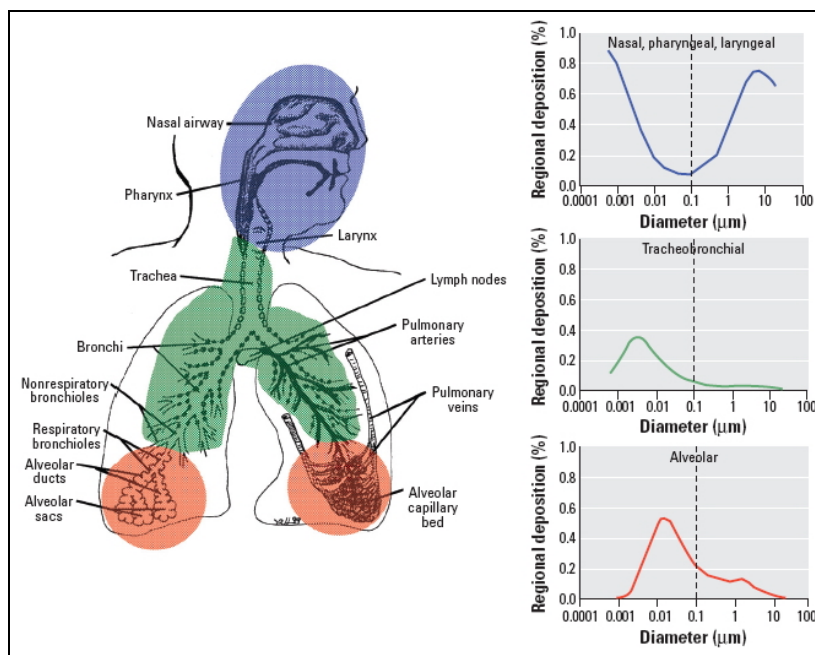 Nasal airway
Pharynx
Larynx
Trachea
Lymph nodes
Bronchi
Pulmonary
arteries
Nonrespiratory
bronchioles
Pulmonary
veins
Respiratory
bronchioles
Alveolar
ducts
Alveolar
sacs
Alveolar
capillary
bed
Regional deposition (%)
Nasal, pharyngeal, laryngeal
1.0
0.8
0.6
0.4
0.2
0.0
0.0001 0.001 0.01 0.1 1 10 100
Diameter (μm)
Regional deposition (%)
Tracheobronchial
1.0
0.8
0.6
0.4
0.2
0.0
0.0001 0.001 0.01 0.1 1 10 100
Diameter (μm)
Regional deposition (%)
Alveolar
1.0
0.8
0.6
0.4
0.2
0.0
0.0001 0.001 0.01 0.1 1 10 100
Diameter (μm)